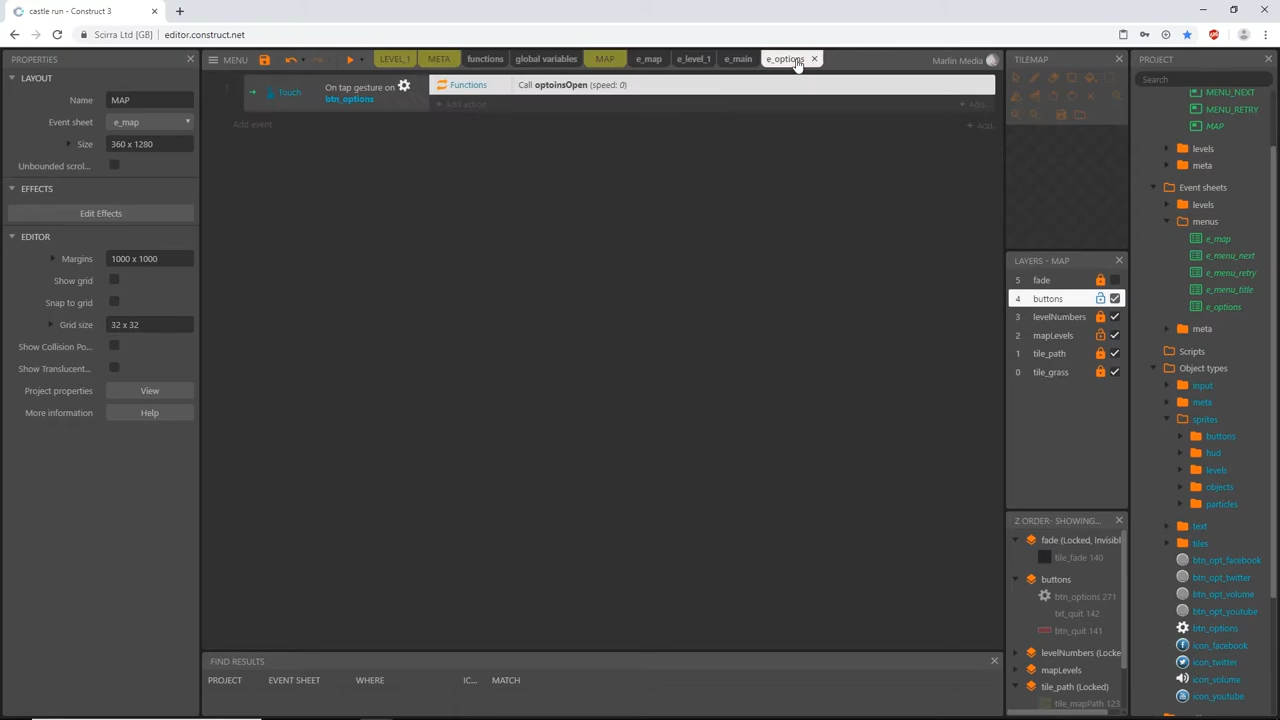 castle run - Construct 3
Scirra Ltd [GB] editor.construct.net
PROPERTIES
LAYOUT
Name MAP
Event sheet e_map
Size 360 x 1280
Unbounded scrol...
EFFECTS
Edit Effects
EDITOR
Margins 1000 x 1000
Show grid
Snap to grid
Grid size 32 x 32
Show Collision Po...
Show Translucent...
Project properties View
More information Help
MENU LEVEL_1 META functions global variables MAP e_map e_level_1 e_main e_options Marlin Media
1 Touch On tap gesture on btn_options
Functions Call optoinsOpen (speed: 0)
Add action Add...
Add event Add...
FIND RESULTS
PROJECT EVENT SHEET WHERE IC... MATCH
TILEMAP
LAYERS - MAP
5 fade
4 buttons
3 levelNumbers
2 mapLevels
1 tile_path
0 tile_grass
Z ORDER- SHOWING...
fade (Locked, Invisibl
tile_fade 140
buttons
btn_options 271
txt_quit 142
btn_quit 141
levelNumbers (Locke
mapLevels
tile_path (Locked)
tile_mapPath 123
PROJECT
Search
MENU_NEXT
MENU_RETRY
MAP
levels
meta
Event sheets
levels
menus
e_map
e_menu_next
e_menu_retry
e_menu_title
e_options
meta
Scripts
Object types
input
meta
sprites
buttons
hud
levels
objects
particles
text
tiles
btn_opt_facebook
btn_opt_twitter
btn_opt_volume
btn_opt_youtube
btn_options
icon_facebook
icon_twitter
icon_volume
icon_youtube